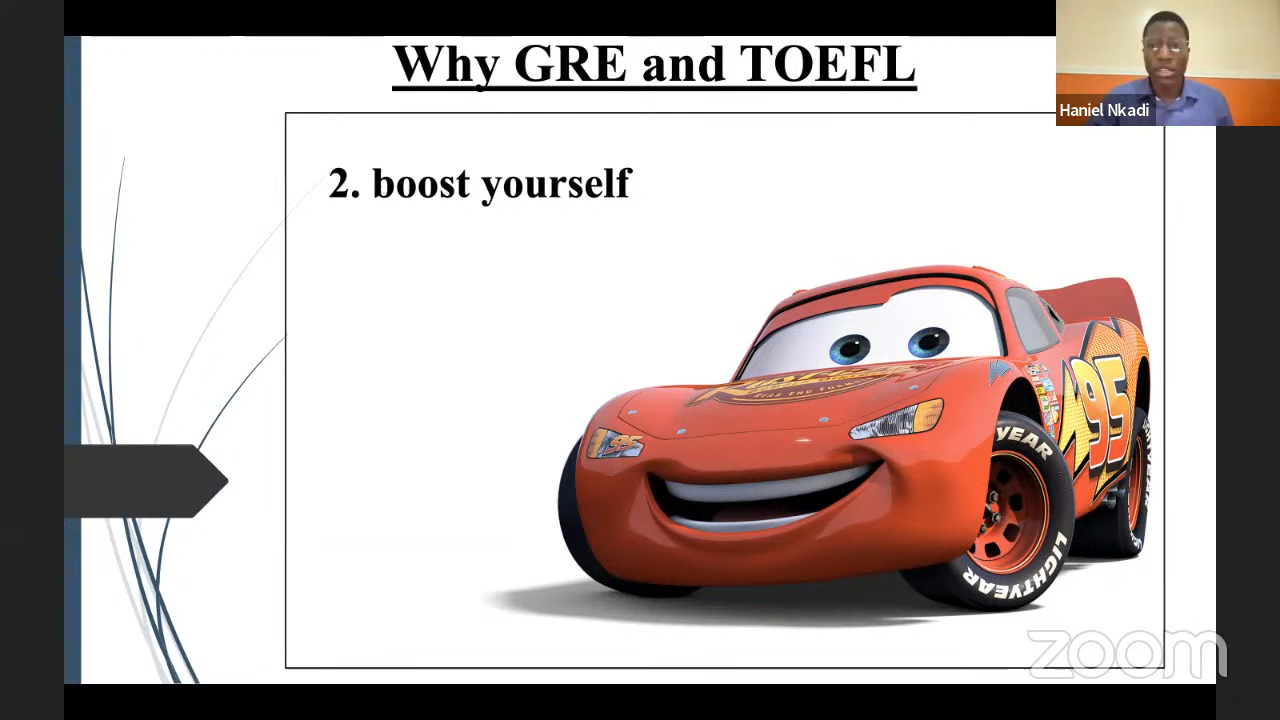 Why GRE and TOEFL
Haniel Nkadi
2. boost yourself
95
95
YEAR
LIGHTYEAR
zoom